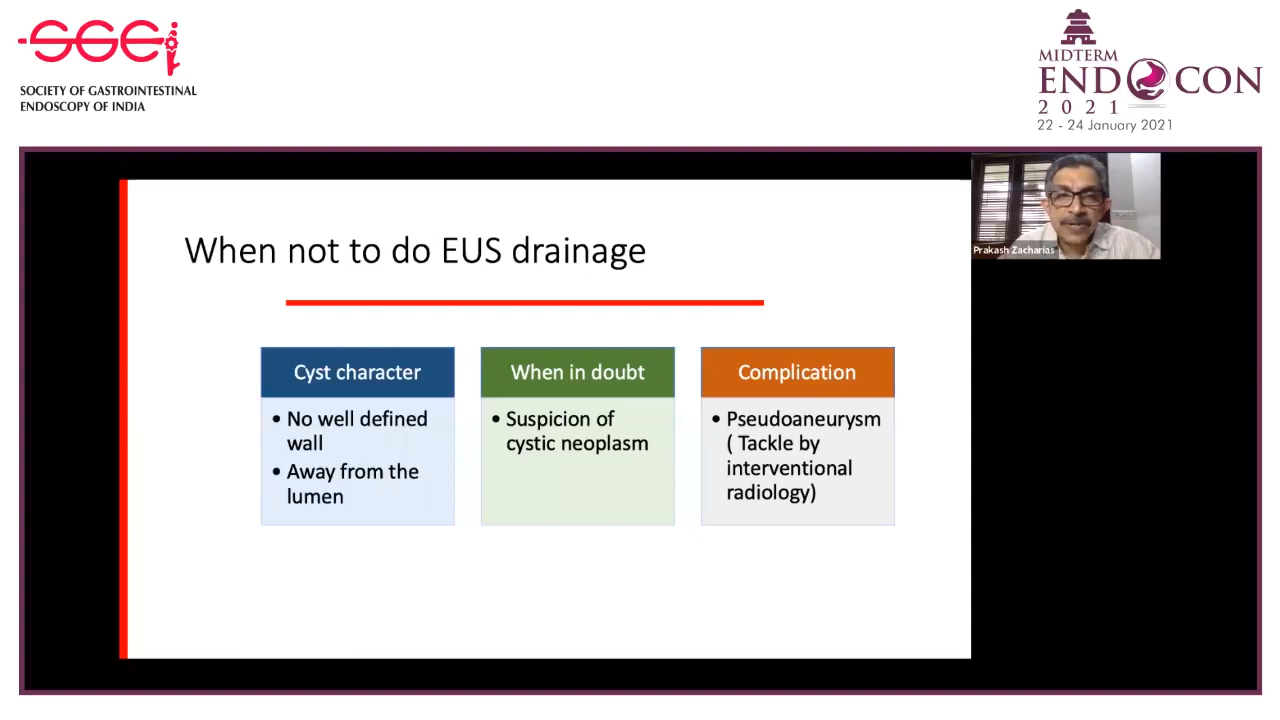 SGEi
SOCIETY OF GASTROINTESTINAL
ENDOSCOPY OF INDIA
MIDTERM
ENDOCON
2021
22 - 24 January 2021
Prakash Zacharias
When not to do EUS drainage
Cyst character
• No well defined
wall
• Away from the
lumen
When in doubt
• Suspicion of
cystic neoplasm
Complication
• Pseudoaneurysm
( Tackle by
interventional
radiology)